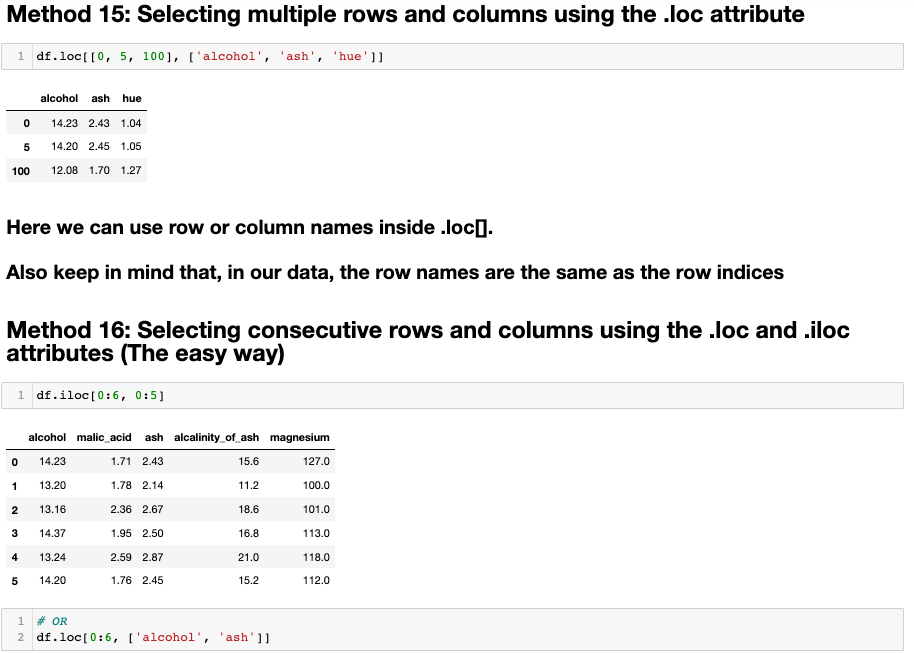 Method 15: Selecting multiple rows and columns using the .loc attribute
1 df.loc[[0, 5, 100], ['alcohol', 'ash', 'hue']]
alcohol ash hue
0 14.23 2.43 1.04
5 14.20 2.45 1.05
100 12.08 1.70 1.27
Here we can use row or column names inside .loc[].
Also keep in mind that, in our data, the row names are the same as the row indices
Method 16: Selecting consecutive rows and columns using the .loc and .iloc
attributes (The easy way)
1 df.iloc[0:6, 0:5]
alcohol malic_acid ash alcalinity_of_ash magnesium
0 14.23 1.71 2.43 15.6 127.0
1 13.20 1.78 2.14 11.2 100.0
2 13.16 2.36 2.67 18.6 101.0
3 14.37 1.95 2.50 16.8 113.0
4 13.24 2.59 2.87 21.0 118.0
5 14.20 1.76 2.45 15.2 112.0
1 # OR
2 df.loc[0:6, ['alcohol', 'ash']]